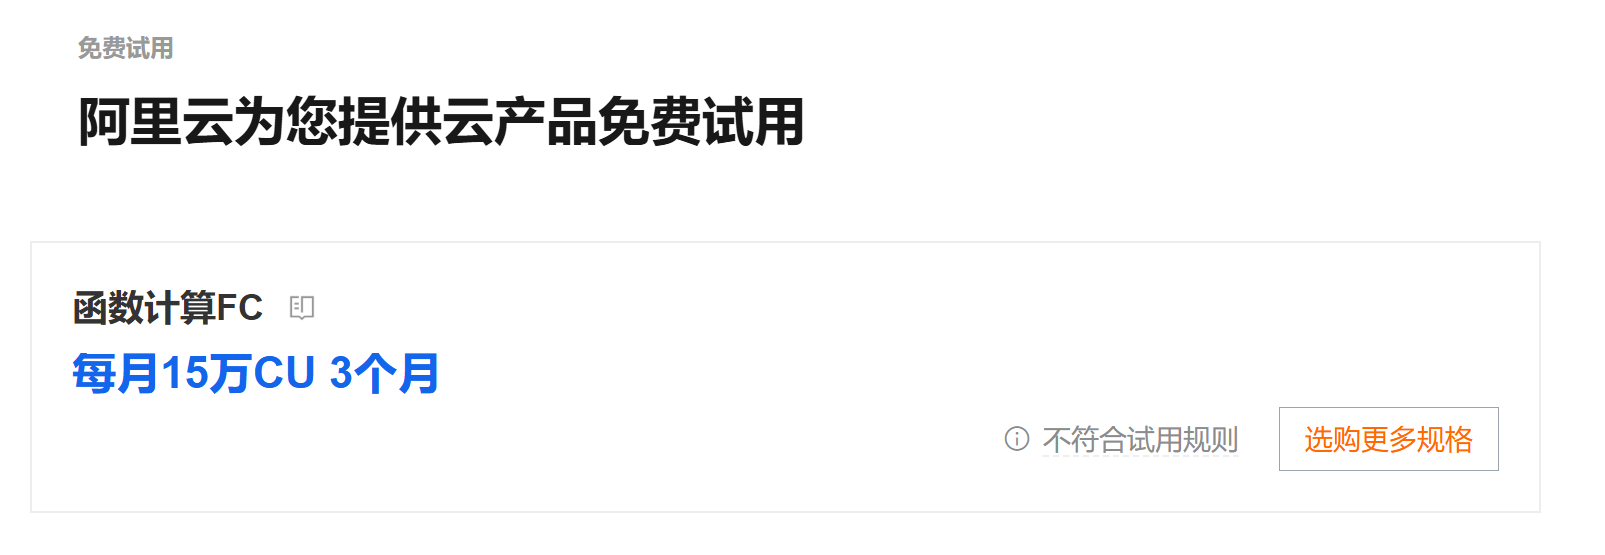 免费试用
阿里云为您提供云产品免费试用
函数计算FC
每月15万CU 3个月
不符合试用规则
选购更多规格